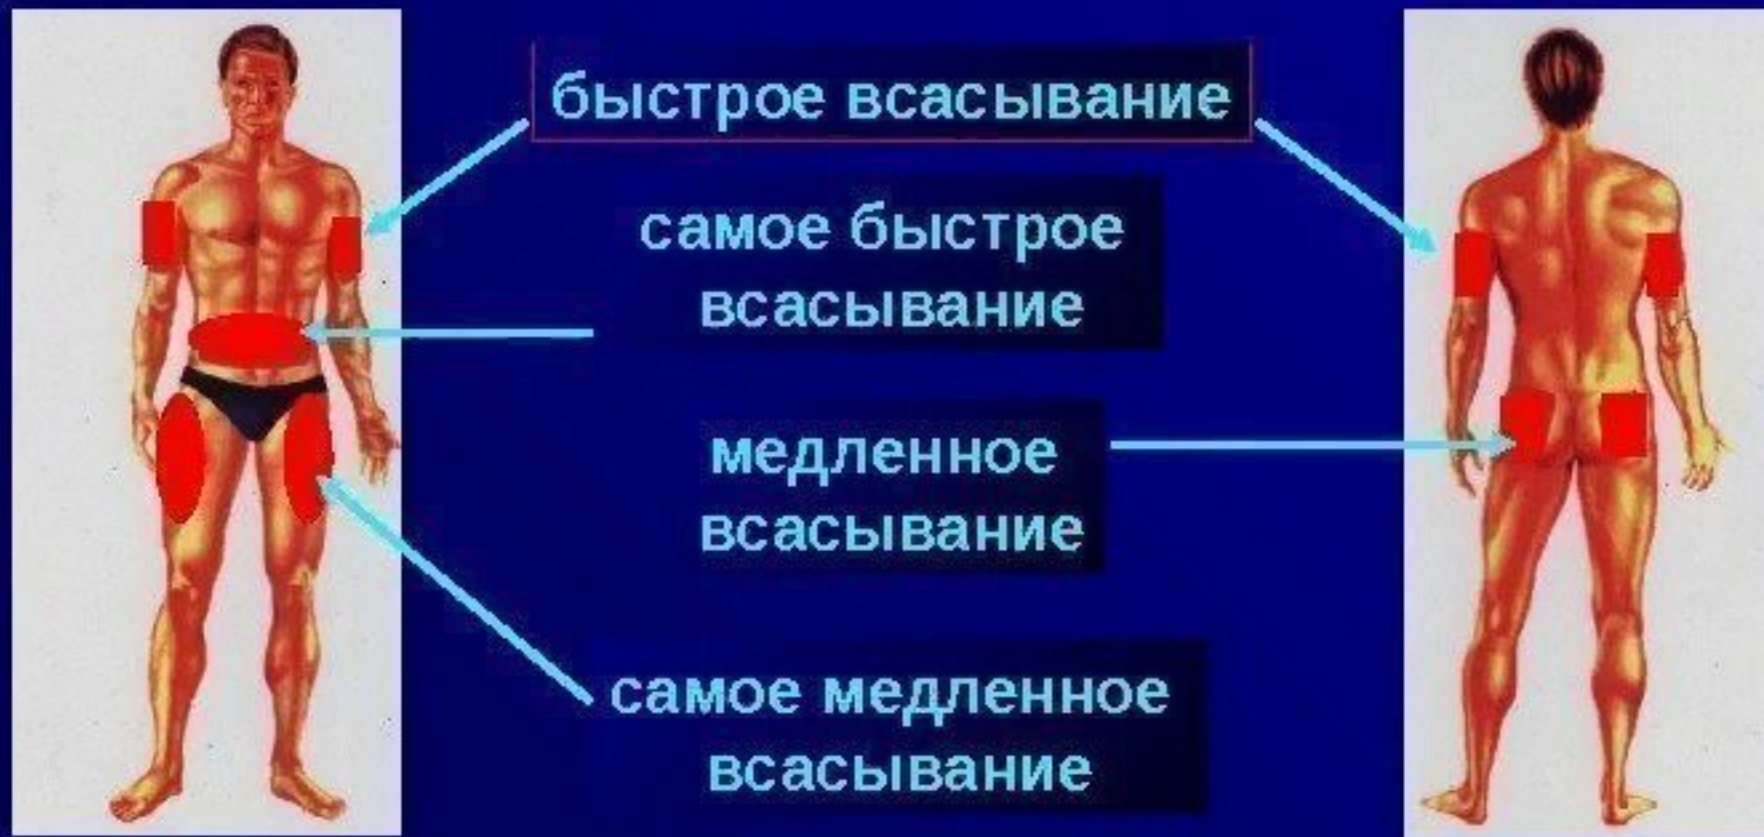 быстрое всасывание
самое быстрое
всасывание
медленное
всасывание
самое медленное
всасывание